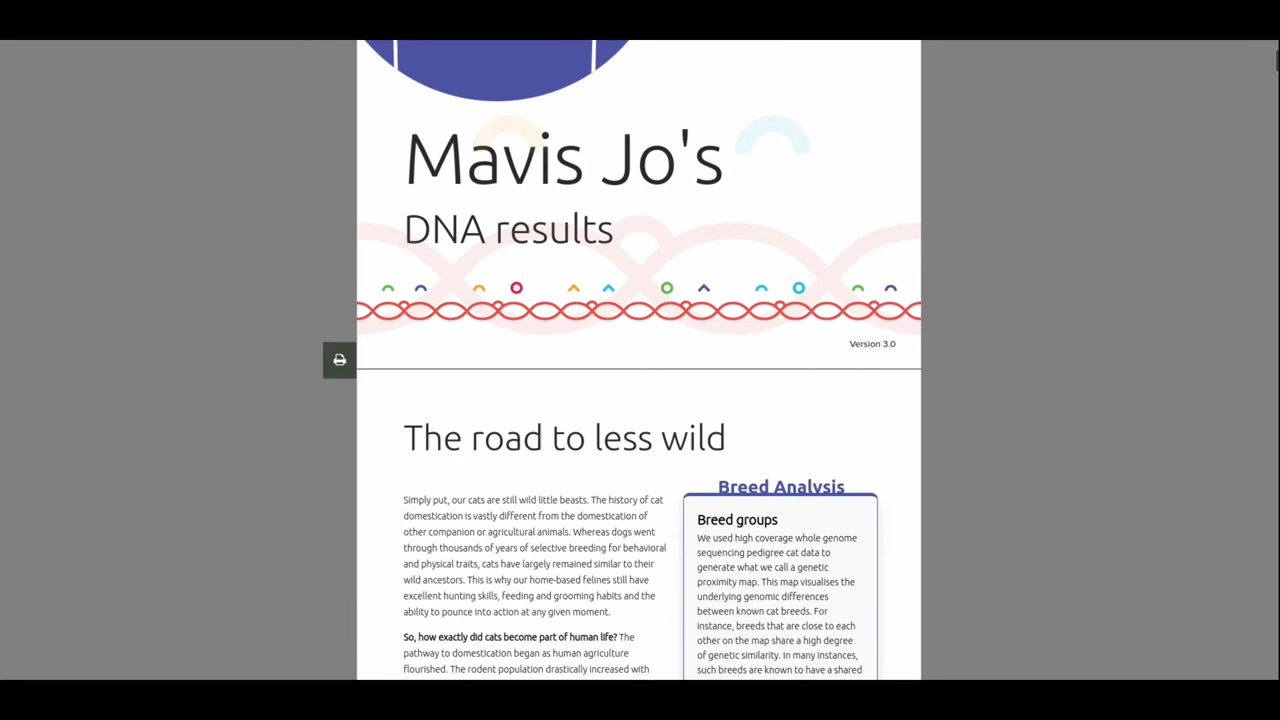 Mavis Jo's
DNA results
Version 3.0
The road to less wild
Simply put, our cats are still wild little beasts. The history of cat
domestication is vastly different from the domestication of
other companion or agricultural animals. Whereas dogs went
through thousands of years of selective breeding for behavioral
and physical traits, cats have largely remained similar to their
wild ancestors. This is why our home-based felines still have
excellent hunting skills, feeding and grooming habits and the
ability to pounce into action at any given moment.
So, how exactly did cats become part of human life? The
pathway to domestication began as human agriculture
flourished. The rodent population drastically increased with
Breed Analysis
Breed groups
We used high coverage whole genome
sequencing pedigree cat data to
generate what we call a genetic
proximity map. This map visualises the
underlying genomic differences
between known cat breeds. For
instance, breeds that are close to each
other on the map share a high degree
of genetic similarity. In many instances,
such breeds are known to have a shared